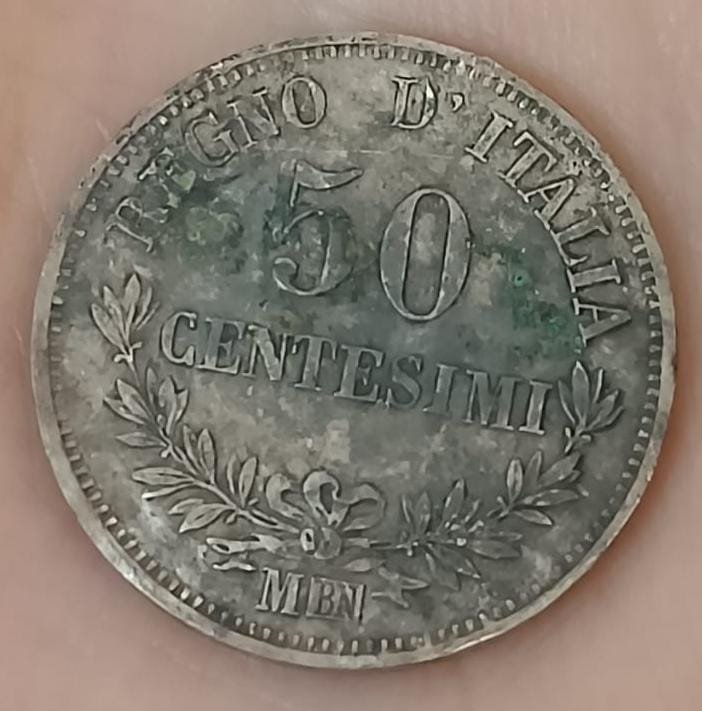 REGNO D'ITALIA
50
CENTESIMI
M BN